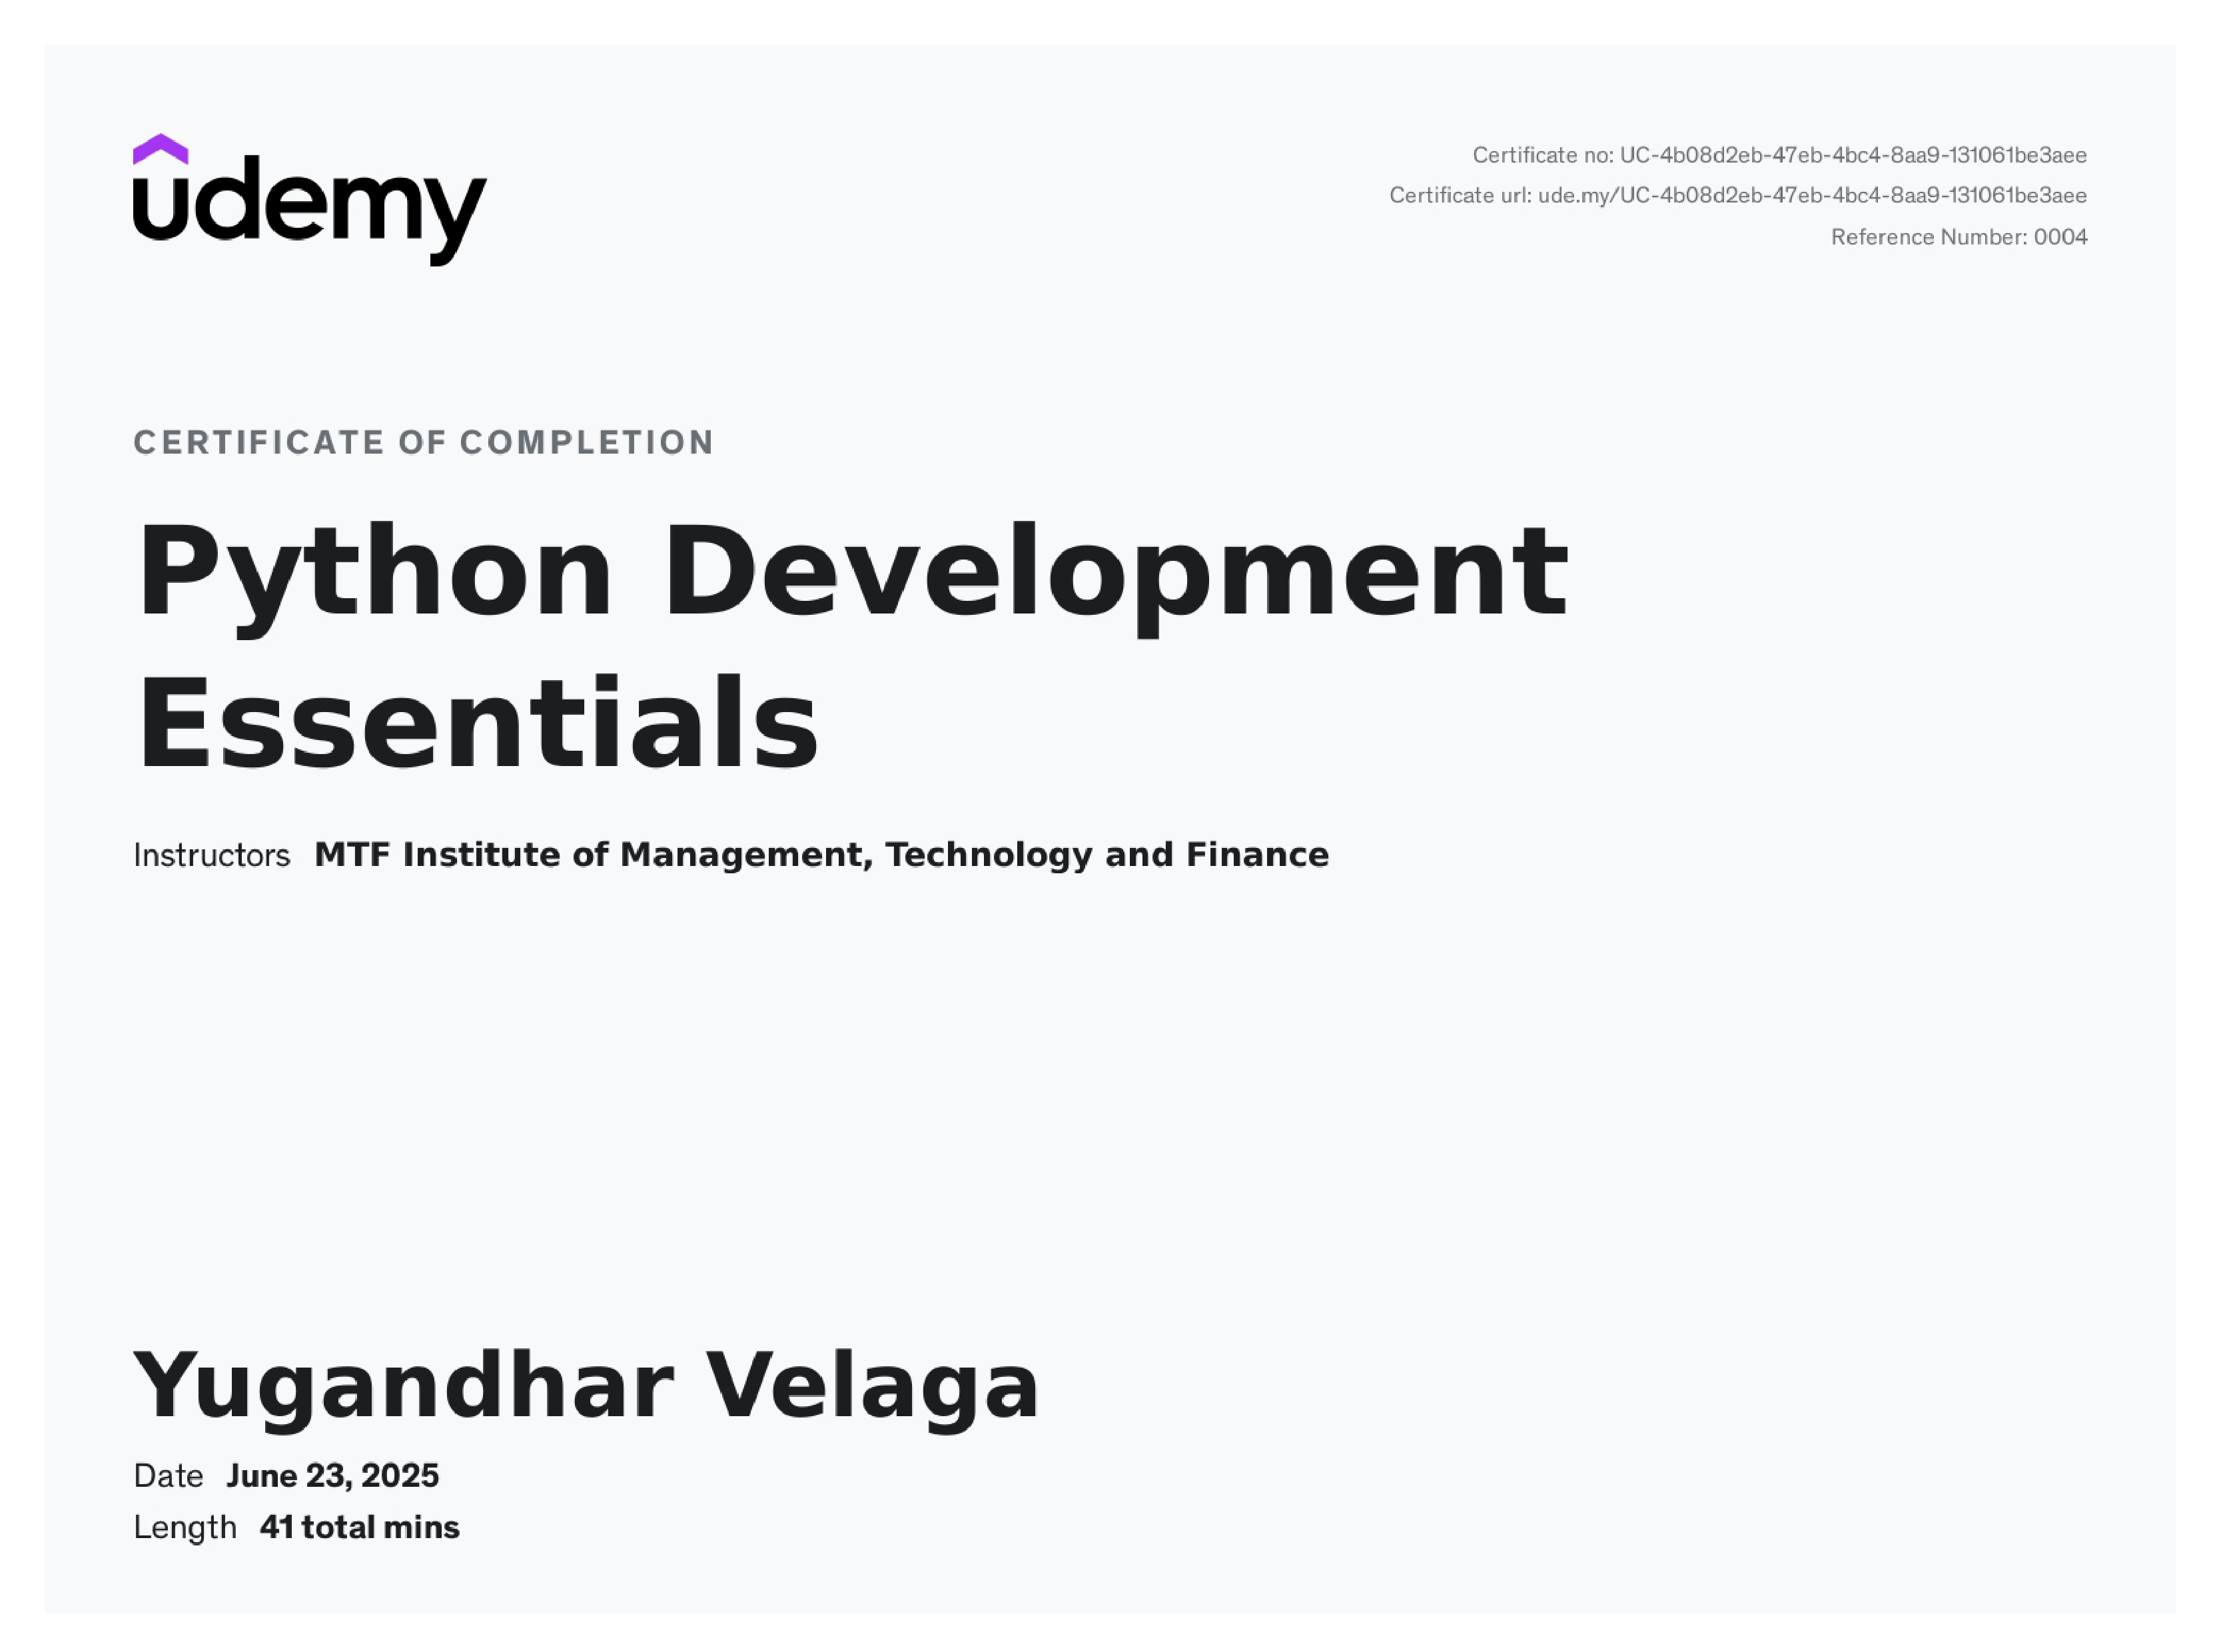 udemy
Certificate no: UC-4b08d2eb-47eb-4bc4-8aa9-131061be3aee
Certificate url: ude.my/UC-4b08d2eb-47eb-4bc4-8aa9-131061be3aee
Reference Number: 0004
CERTIFICATE OF COMPLETION
Python Development
Essentials
Instructors MTF Institute of Management, Technology and Finance
Yugandhar Velaga
Date June 23, 2025
Length 41 total mins